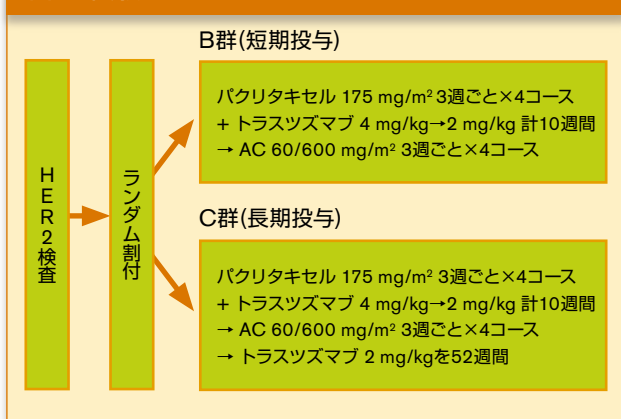 HER2検査
ランダム割付
B群(短期投与)
パクリタキセル 175 mg/m² 3週ごと×4コース
+ トラスツズマブ 4 mg/kg→2 mg/kg 計10週間
→ AC 60/600 mg/m² 3週ごと×4コース
C群(長期投与)
パクリタキセル 175 mg/m² 3週ごと×4コース
+ トラスツズマブ 4 mg/kg→2 mg/kg 計10週間
→ AC 60/600 mg/m² 3週ごと×4コース
→ トラスツズマブ 2 mg/kgを52週間